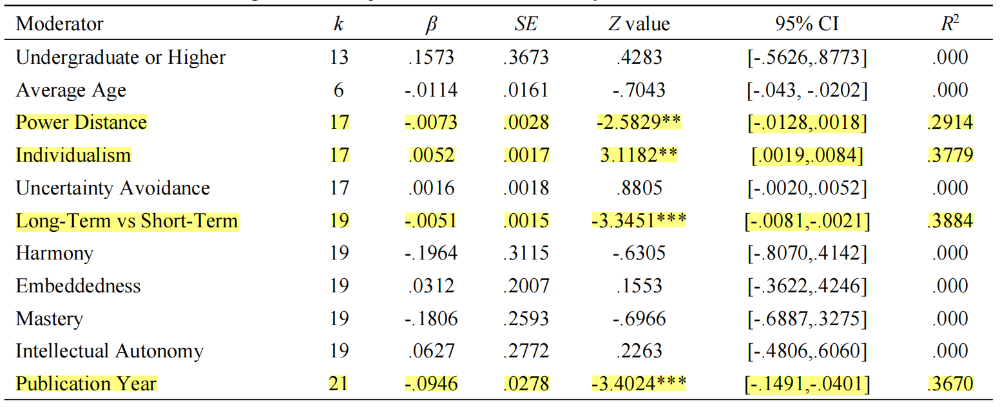 Moderator k β SE Z value 95% CI R²
Undergraduate or Higher 13 .1573 .3673 .4283 [-.5626,.8773] .000
Average Age 6 -.0114 .0161 -.7043 [-.043, -.0202] .000
Power Distance 17 -.0073 .0028 -2.5829** [-.0128,.0018] .2914
Individualism 17 .0052 .0017 3.1182** [.0019,.0084] .3779
Uncertainty Avoidance 17 .0016 .0018 .8805 [-.0020,.0052] .000
Long-Term vs Short-Term 19 -.0051 .0015 -3.3451*** [-.0081,-.0021] .3884
Harmony 19 -.1964 .3115 -.6305 [-.8070,.4142] .000
Embeddedness 19 .0312 .2007 .1553 [-.3622,.4246] .000
Mastery 19 -.1806 .2593 -.6966 [-.6887,.3275] .000
Intellectual Autonomy 19 .0627 .2772 .2263 [-.4806,.6060] .000
Publication Year 21 -.0946 .0278 -3.4024*** [-.1491,-.0401] .3670